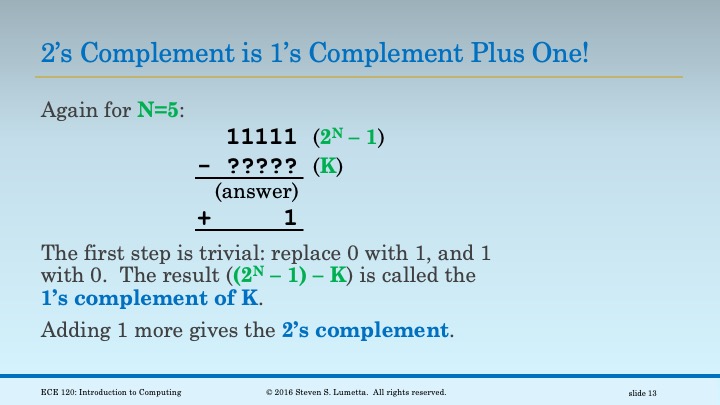 2’s Complement is 1’s Complement Plus One!
Again for N=5:
11111 (2ᴺ – 1)
– ????? (K)
(answer)
+ 1
The first step is trivial: replace 0 with 1, and 1
with 0. The result ((2ᴺ – 1) – K) is called the
1’s complement of K.
Adding 1 more gives the 2’s complement.
ECE 120: Introduction to Computing © 2016 Steven S. Lumetta. All rights reserved. slide 13